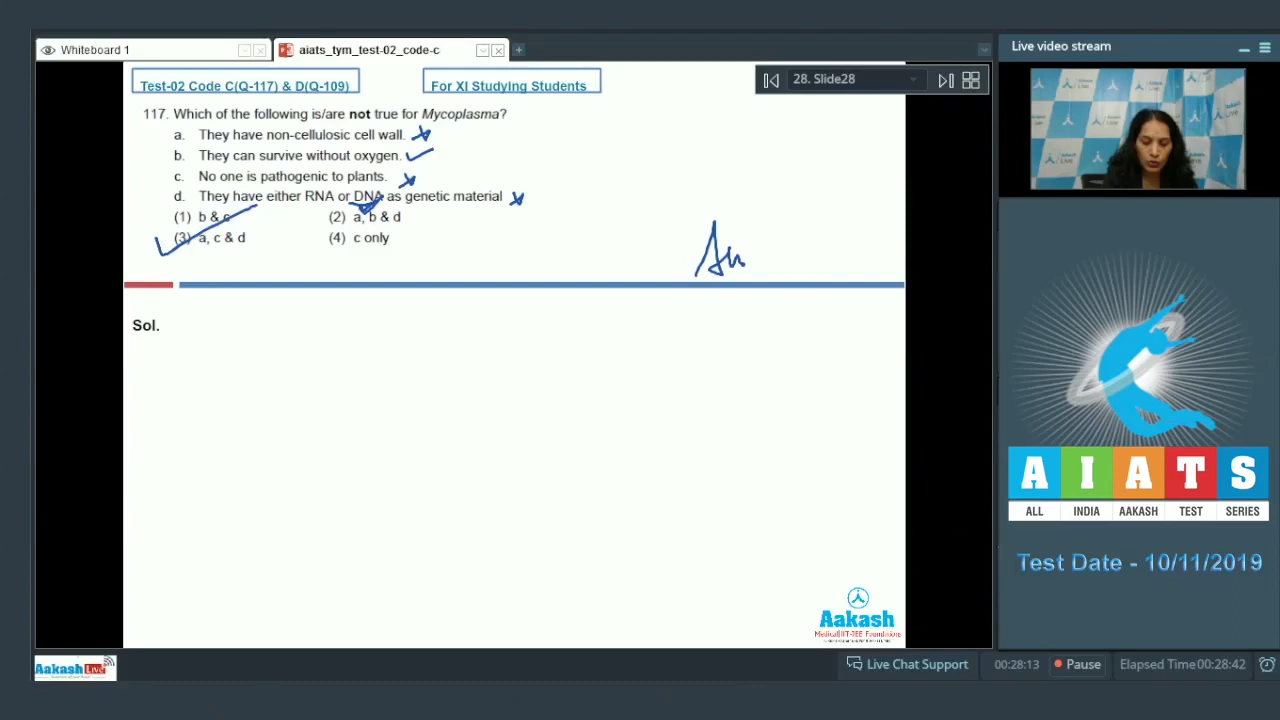 Whiteboard 1
aiats_tym_test-02_code-c
Live video stream
28. Slide28
Test-02 Code C(Q-117) & D(Q-109)
For XI Studying Students
117. Which of the following is/are not true for Mycoplasma?
a. They have non-cellulosic cell wall.
b. They can survive without oxygen.
c. No one is pathogenic to plants.
d. They have either RNA or DNA as genetic material
(1) b & c
(2) a, b & d
(3) a, c & d
(4) c only
Sol.
A I A T S
ALL INDIA AAKASH TEST SERIES
Test Date - 10/11/2019
Aakash
Medical|IIT-JEE|Foundations
Aakash Live
Live Chat Support
00:28:13
Pause
Elapsed Time 00:28:42